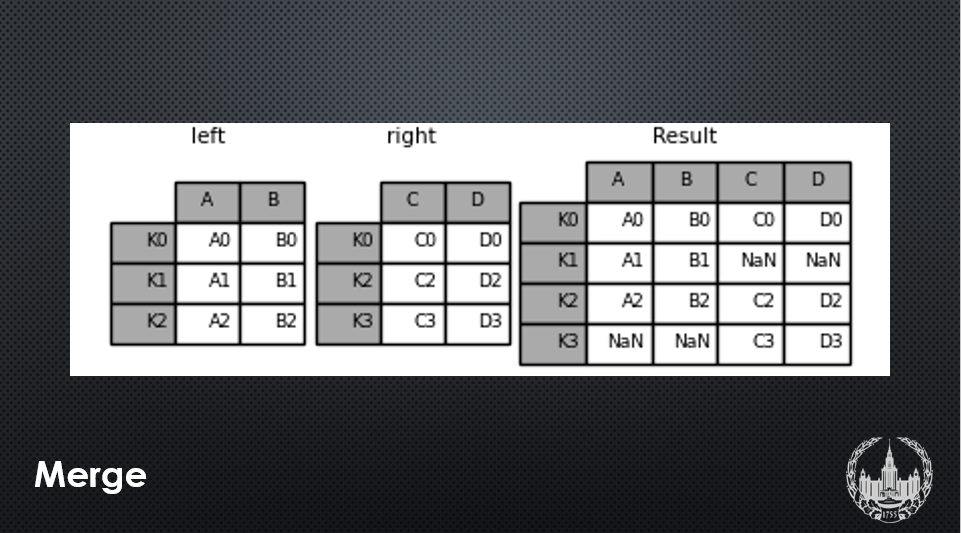 left right Result
A B
K0 A0 B0
K1 A1 B1
K2 A2 B2
C D
K0 C0 D0
K2 C2 D2
K3 C3 D3
A B C D
K0 A0 B0 C0 D0
K1 A1 B1 NaN NaN
K2 A2 B2 C2 D2
K3 NaN NaN C3 D3
Merge
1755